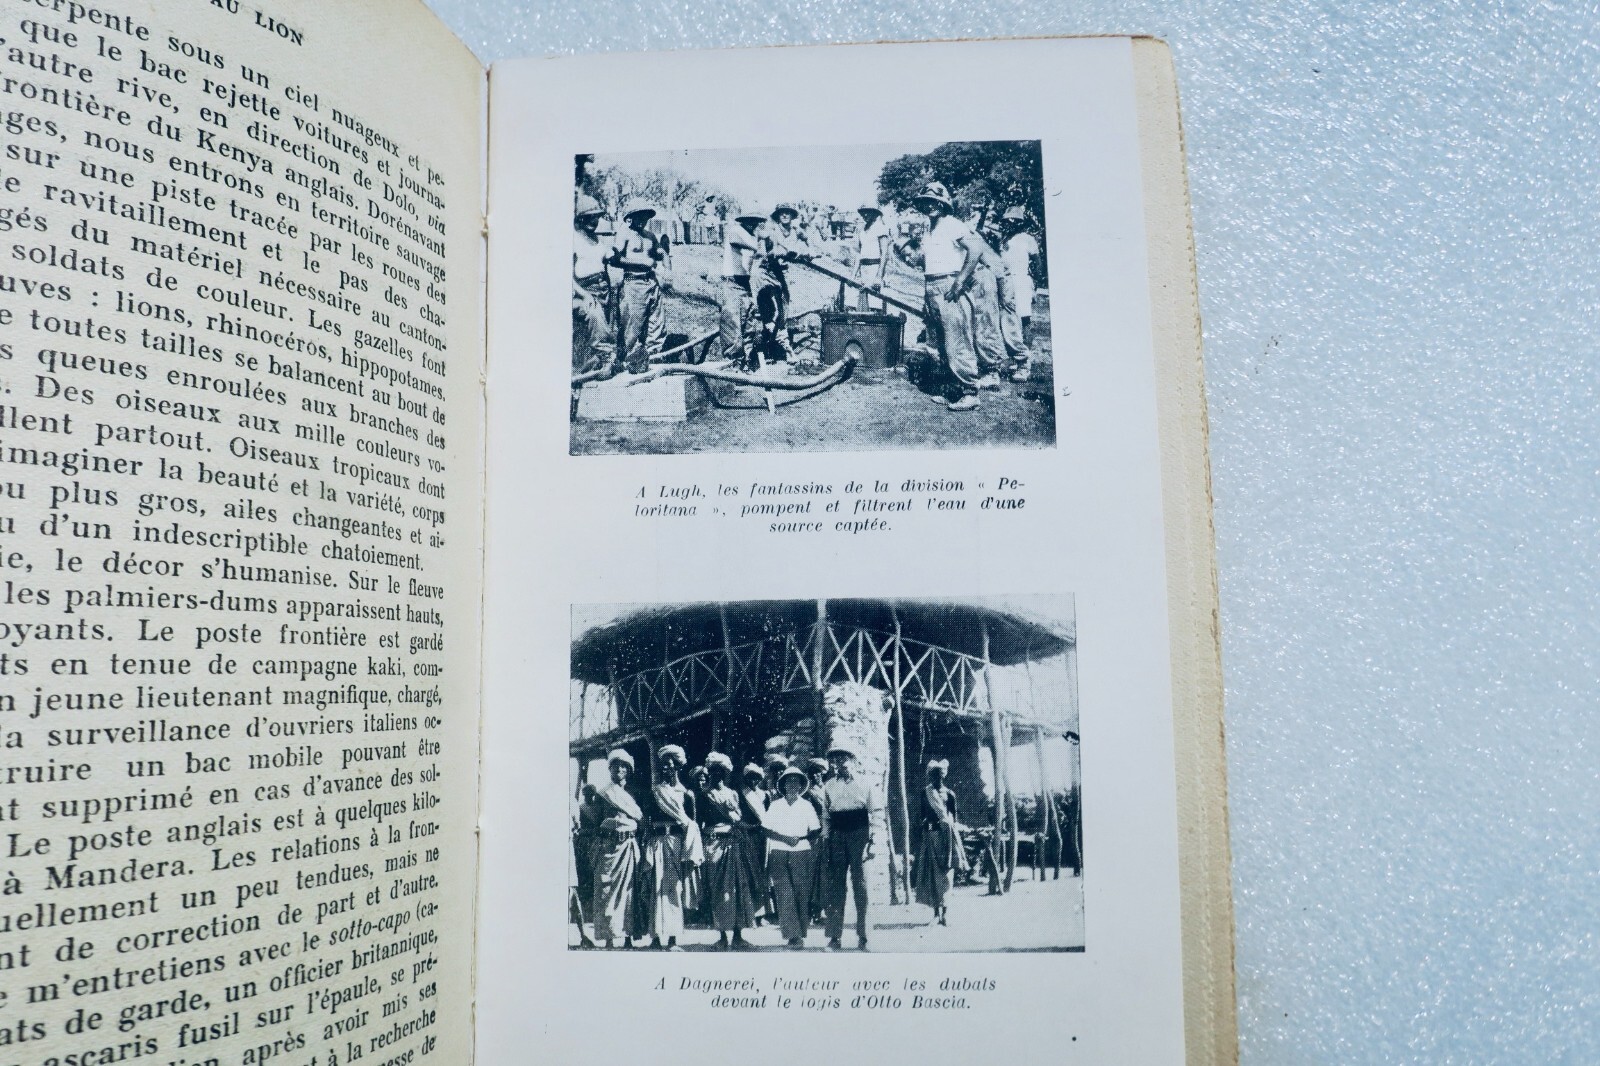 AU LION
serpente sous un ciel nuageux et pe-
que le bac rejette voitures et journa-
l'autre rive, en direction de Dolo, via
frontière du Kenya anglais. Dorénavant
nous entrons en territoire sauvage
sur une piste tracée par les roues des
ravitaillement et le pas des cha-
du matériel nécessaire au canton-
soldats de couleur. Les gazelles font
: lions, rhinocéros, hippopotames,
toutes tailles se balancent au bout de
queues enroulées aux branches des
Des oiseaux aux mille couleurs vo-
partout. Oiseaux tropicaux dont
imaginer la beauté et la variété, corps
plus gros, ailes changeantes et ai-
d'un indescriptible chatoiement.
le décor s'humanise. Sur le fleuve
les palmiers-dums apparaissent hauts,
oyants. Le poste frontière est gardé
en tenue de campagne kaki, com-
jeune lieutenant magnifique, chargé,
la surveillance d'ouvriers italiens oc-
truire un bac mobile pouvant être
supprimé en cas d'avance des sol-
Le poste anglais est à quelques kilo-
à Mandera. Les relations à la fron-
uellement un peu tendues, mais ne
de correction de part et d'autre.
m'entretiens avec le sotto-capo (ca-
ats de garde, un officier britannique,
ascaris fusil sur l'épaule, se pré-
après avoir mis ses
à la recherche
esse de
A Lugh, les fantassins de la division « Pe-
loritana », pompent et filtrent l'eau d'une
source captée.
A Dagnerei, l'auteur avec les dubats
devant le logis d'Otto Bascia.